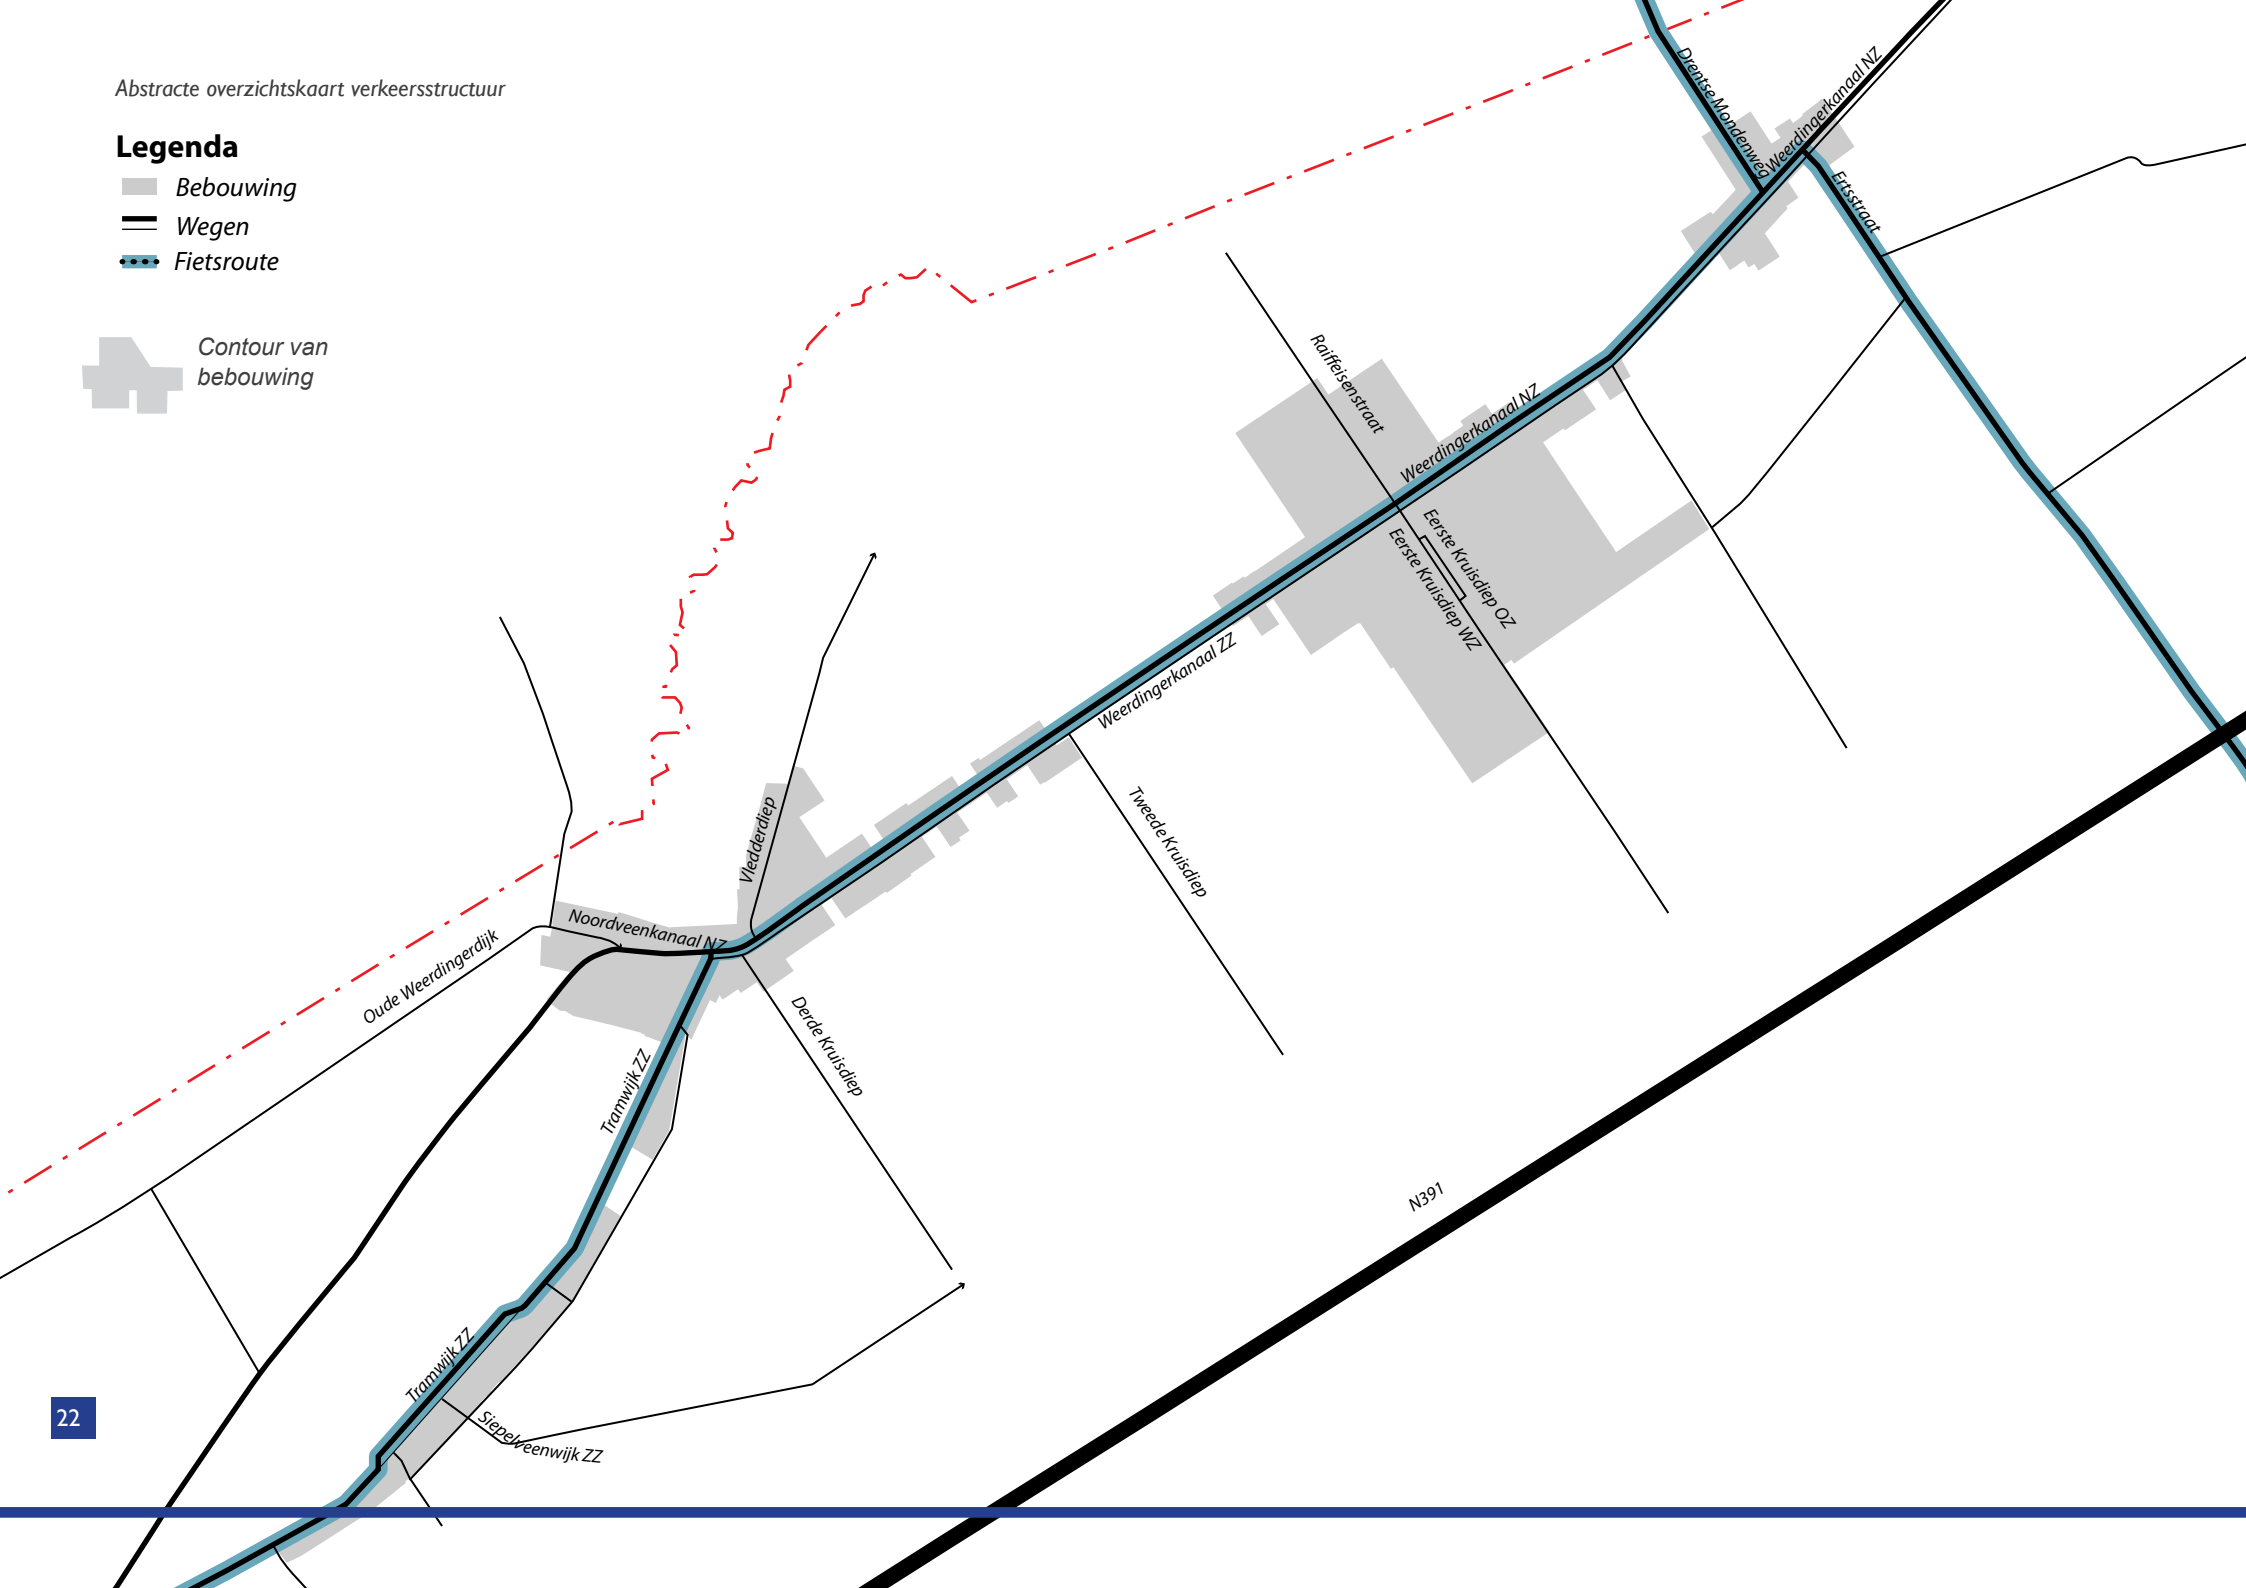 Abstracte overzichtskaart verkeersstructuur
Legenda
Bebouwing
Wegen
Fietsroute
Contour van
bebouwing
Drentse Mondenweg
Weerdingerkanaal NZ
Ertsstraat
Raiffeisenstraat
Weerdingerkanaal NZ
Eerste Kruisdiep OZ
Eerste Kruisdiep WZ
Weerdingerkanaal ZZ
Tweede Kruisdiep
Vledderdiep
Noordveenkanaal NZ
Oude Weerdingerdijk
Derde Kruisdiep
Tramwijk ZZ
N391
Tramwijk ZZ
Siepelveenwijk ZZ
22